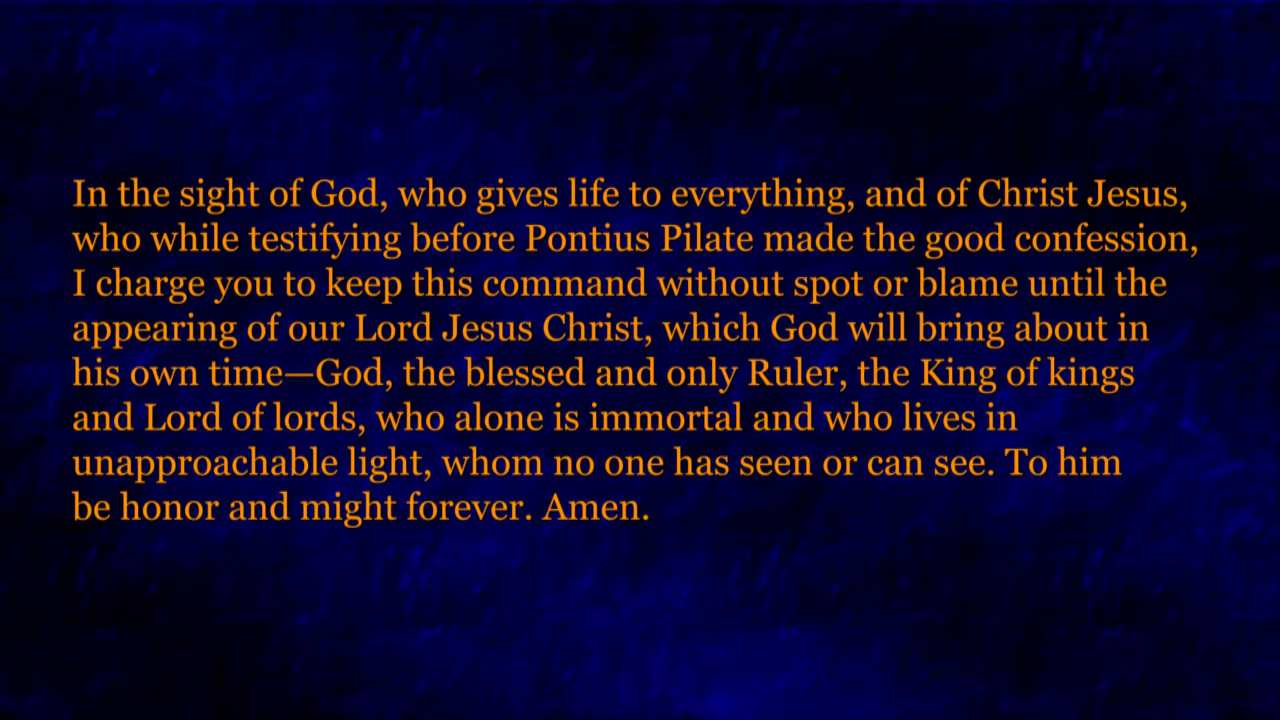 In the sight of God, who gives life to everything, and of Christ Jesus,
who while testifying before Pontius Pilate made the good confession,
I charge you to keep this command without spot or blame until the
appearing of our Lord Jesus Christ, which God will bring about in
his own time—God, the blessed and only Ruler, the King of kings
and Lord of lords, who alone is immortal and who lives in
unapproachable light, whom no one has seen or can see. To him
be honor and might forever. Amen.